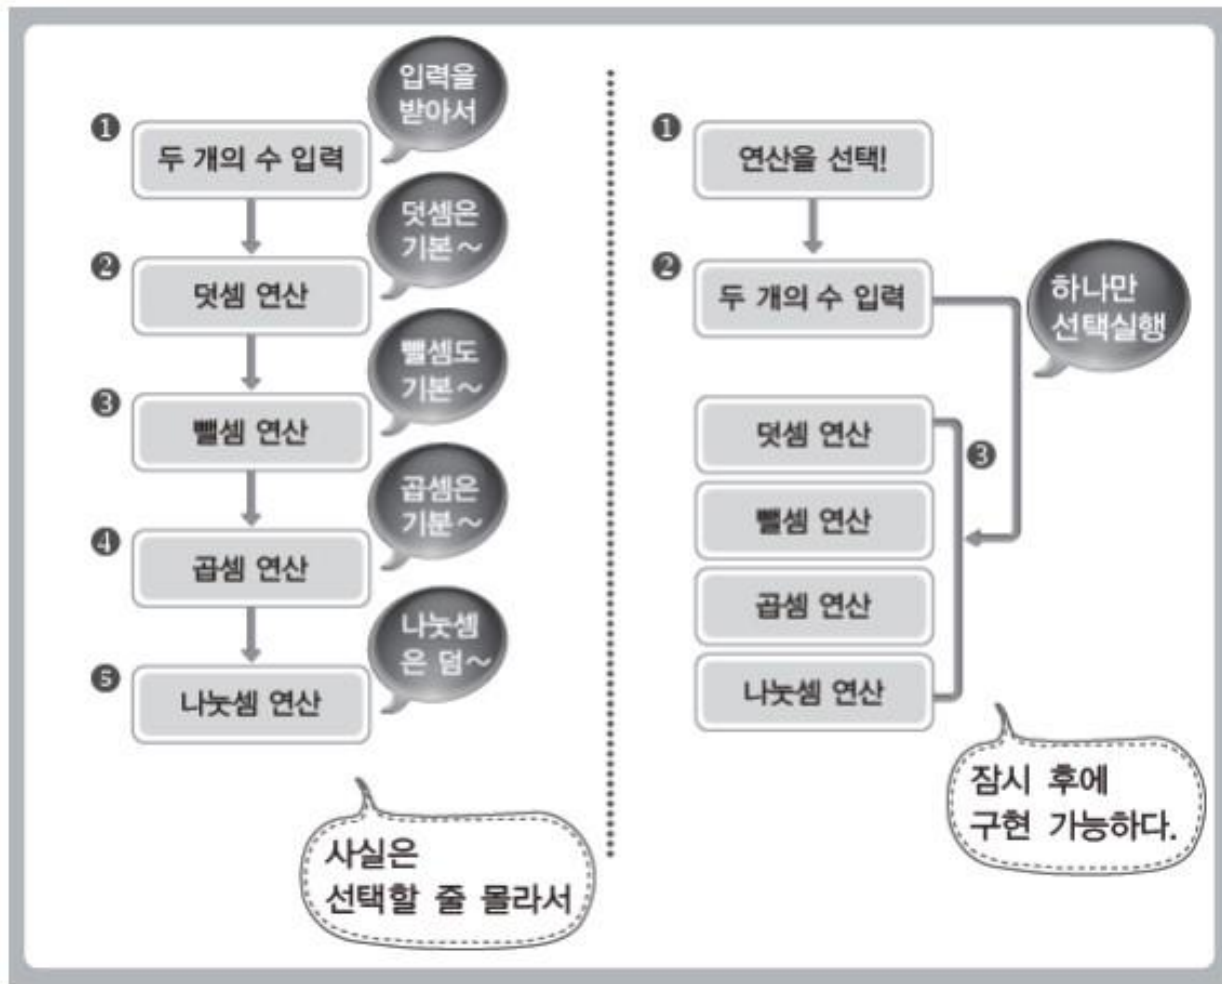 ❶
두 개의 수 입력
입력을
받아서
❷
덧셈 연산
덧셈은
기본~
❸
뺄셈 연산
뺄셈도
기본~
❹
곱셈 연산
곱셈은
기분~
❺
나눗셈 연산
나눗셈
은 덤~
사실은
선택할 줄 몰라서
❶
연산을 선택!
❷
두 개의 수 입력
하나만
선택실행
❸
덧셈 연산
뺄셈 연산
곱셈 연산
나눗셈 연산
잠시 후에
구현 가능하다.